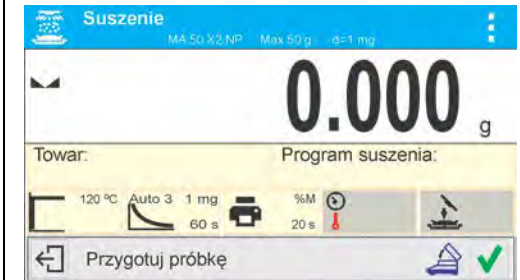 Suszenie
MA 50.X2.NP Max 50 g d=1 mg
0.000 g
Towar: Program suszenia:
120 ºC Auto 3 1 mg %M
60 s 20 s
Przygotuj próbkę